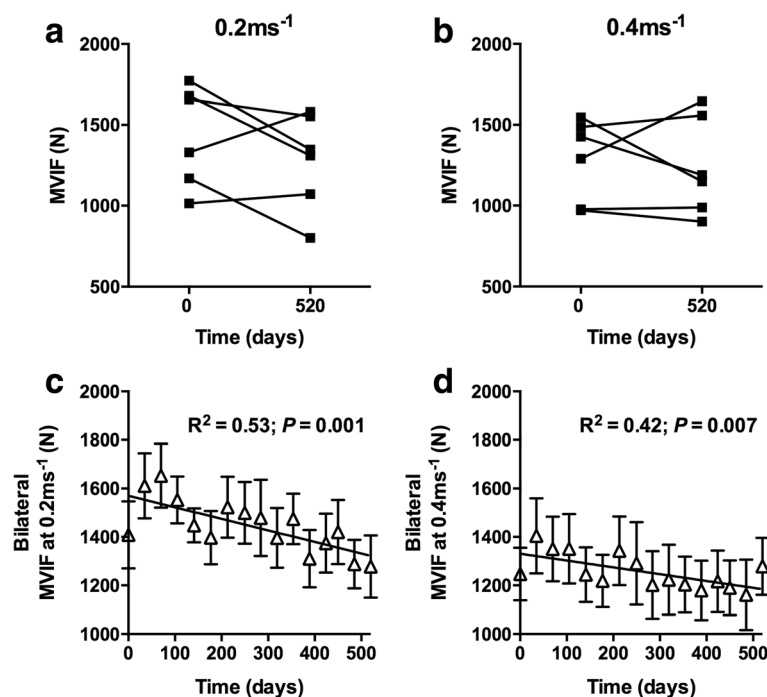 a
0.2ms⁻¹
MVIF (N)
2000
1500
1000
500
0
520
Time (days)
b
0.4ms⁻¹
MVIF (N)
2000
1500
1000
500
0
520
Time (days)
c
R² = 0.53; P = 0.001
Bilateral
MVIF at 0.2ms⁻¹ (N)
2000
1800
1600
1400
1200
1000
0 100 200 300 400 500
Time (days)
d
R² = 0.42; P = 0.007
Bilateral
MVIF at 0.4ms⁻¹ (N)
2000
1800
1600
1400
1200
1000
0 100 200 300 400 500
Time (days)